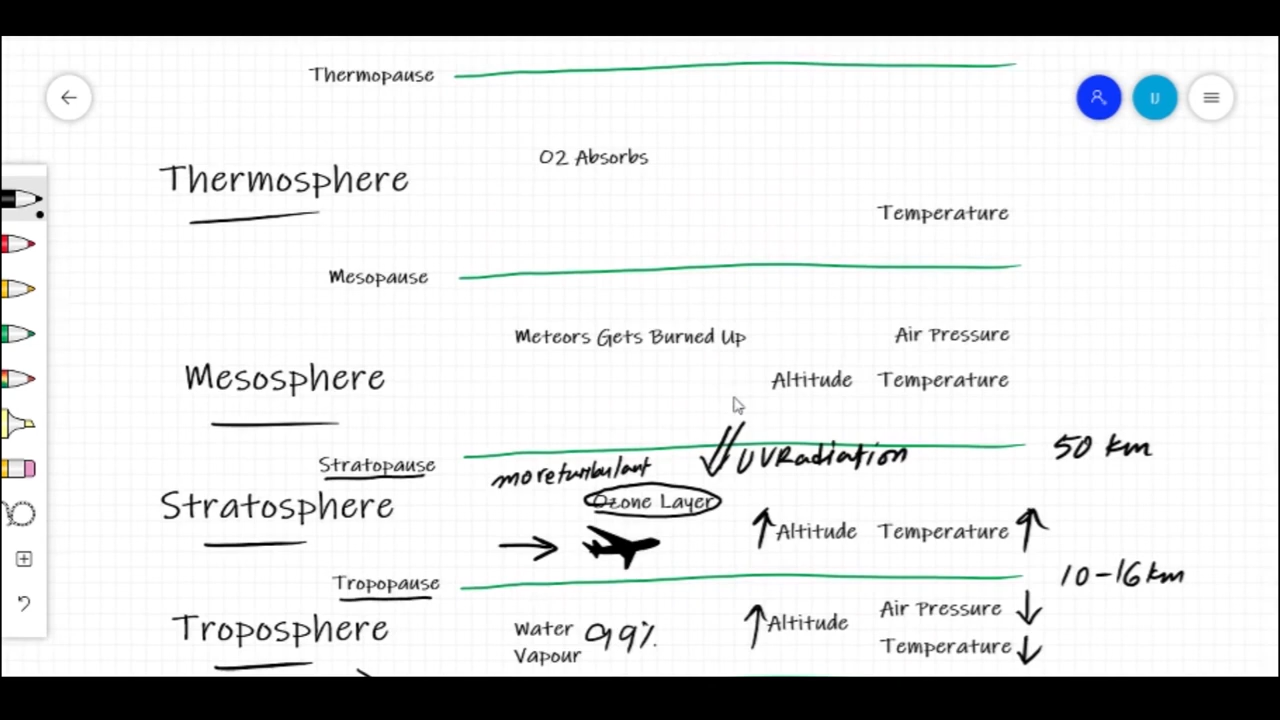 Thermopause
U
O2 Absorbs
Thermosphere
Temperature
Mesopause
Meteors Gets Burned Up
Air Pressure
Mesosphere
Altitude Temperature
50 km
Stratopause
more turbulant
UV Radiation
Stratosphere
Ozone Layer
Altitude Temperature
10-16 km
Tropopause
Troposphere
Water
Vapour
99%
Altitude
Air Pressure
Temperature